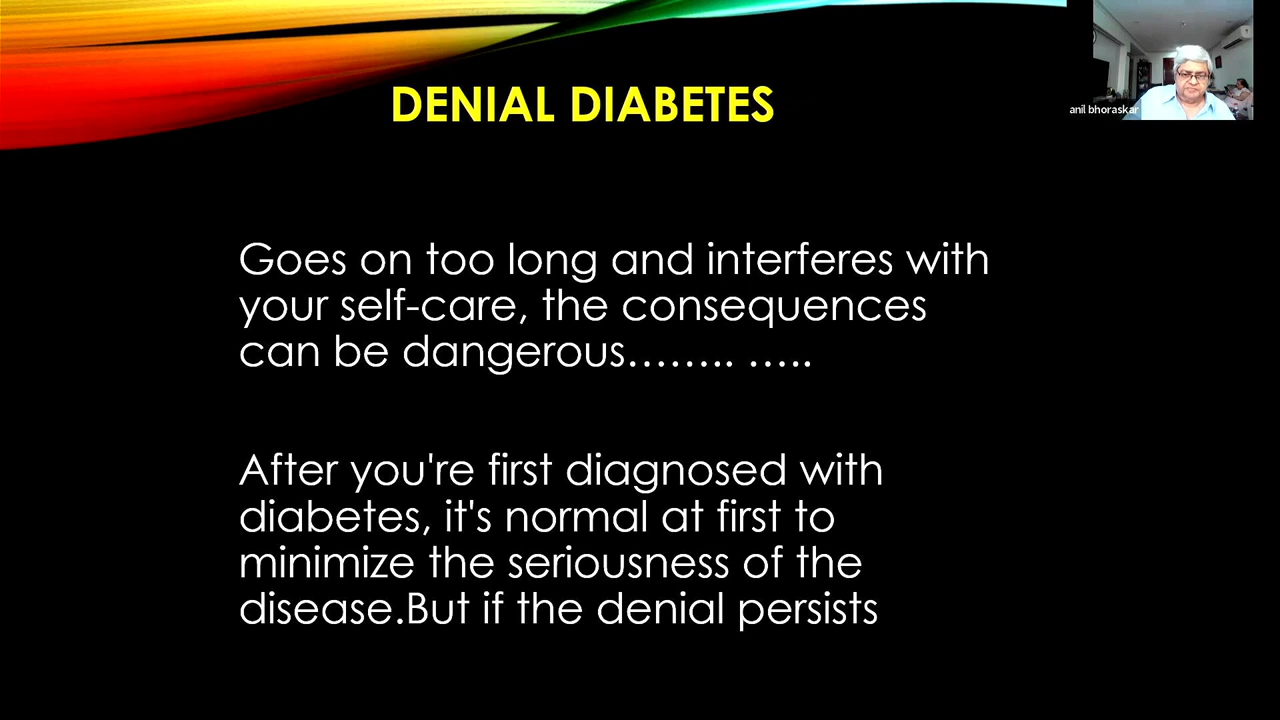 DENIAL DIABETES
anil bhoraskar
Goes on too long and interferes with
your self-care, the consequences
can be dangerous…….. …..
After you're first diagnosed with
diabetes, it's normal at first to
minimize the seriousness of the
disease.But if the denial persists